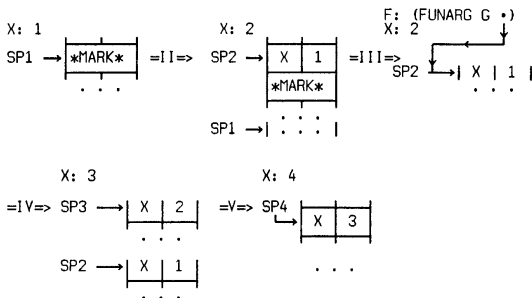 F: (FUNARG G •)
X: 1 X: 2 X: 2
SP1 *MARK* =II=> SP2 X 1 =III=> SP2 X 1
. . . *MARK* . . .
SP1 . . .
X: 3 X: 4
=IV=> SP3 X 2 =V=> SP4 X 3
. . .
SP2 X 1 . . .
. . .